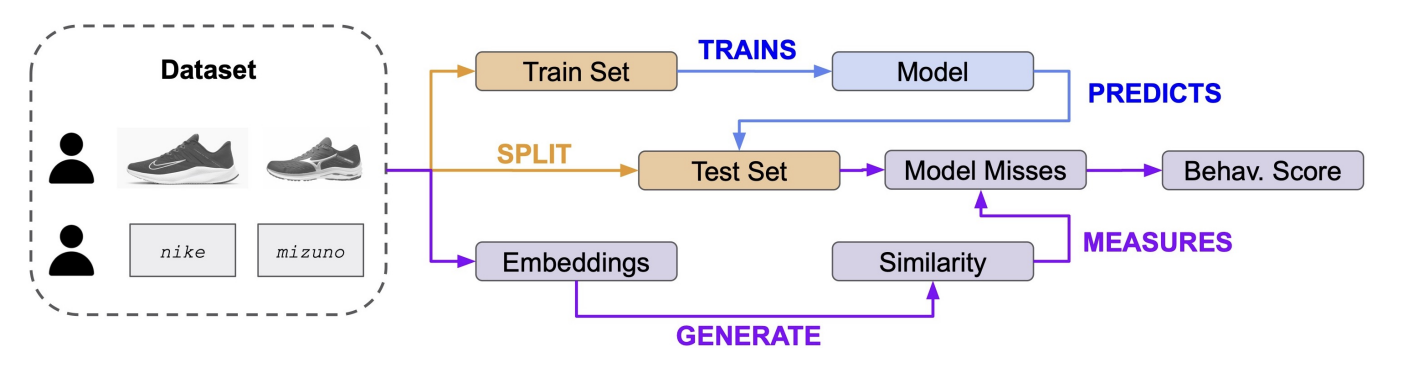 Dataset
nike
mizuno
Train Set
TRAINS
Model
PREDICTS
SPLIT
Test Set
Model Misses
Behav. Score
Embeddings
Similarity
MEASURES
GENERATE